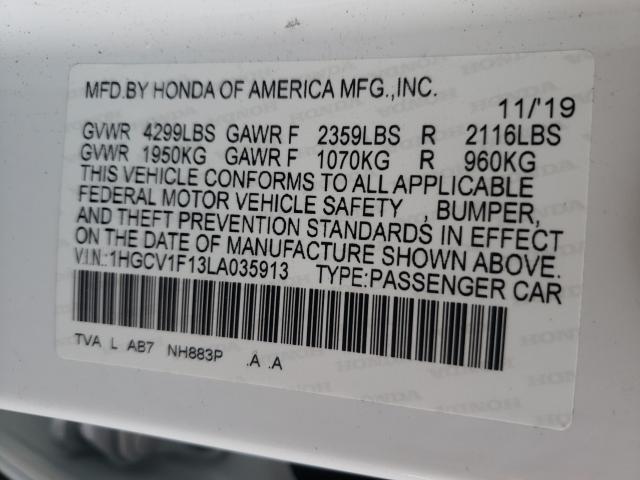 MFD.BY HONDA OF AMERICA MFG.,INC.
11/'19
GVWR 4299LBS GAWR F 2359LBS R 2116LBS
GVWR 1950KG GAWR F 1070KG R 960KG
THIS VEHICLE CONFORMS TO ALL APPLICABLE
FEDERAL MOTOR VEHICLE SAFETY , BUMPER,
AND THEFT PREVENTION STANDARDS IN EFFECT
ON THE DATE OF MANUFACTURE SHOWN ABOVE.
V.I.N.:1HGCV1F13LA035913 TYPE:PASSENGER CAR
TVA L AB7 NH883P .A .A